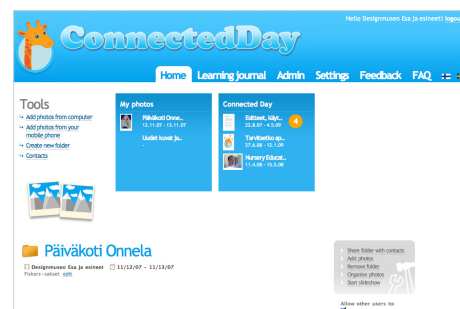 Hello Designmuseo Esa ja esineet! logou
ConnectedDay
Home Learning journal Admin Settings Feedback FAQ
Tools
Add photos from computer
Add photos from your
mobile phone
Create new folder
Contacts
My photos
Päiväkoti Onne..
12.11.07 - 13.11.07
Uudet kuvat ja..
-
Connected Day
Esitteet, käyt..
22.8.07 - 4.5.09
4
Tarvitsetko ap..
27.6.08 - 12.1.09
Nursery Educat..
11.4.08 - 15.5.08
Päiväkoti Onnela
Designmuseo Esa ja esineet 11/12/07 - 11/13/07
Fiskars-sakset edit
Share folder with contacts
Add photos
Remove folder
Organise photos
Start slideshow
Allow other users to: